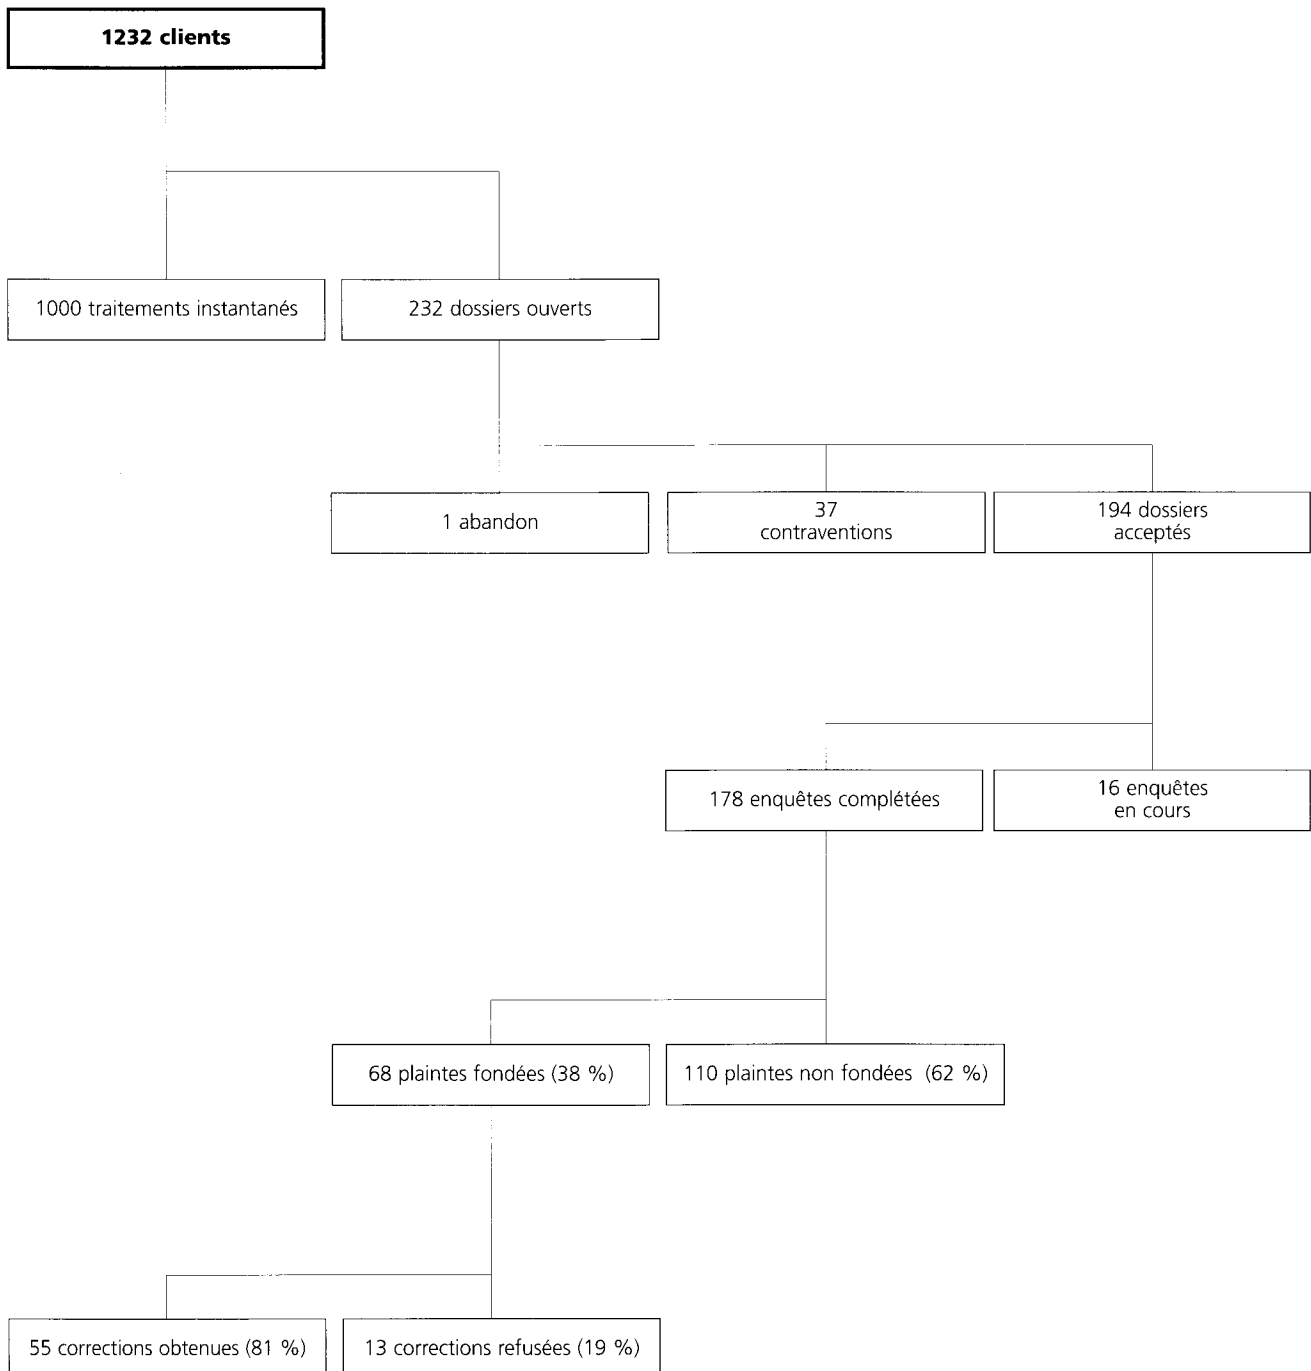 1232 clients
1000 traitements instantanés
232 dossiers ouverts
1 abandon
37
contraventions
194 dossiers
acceptés
178 enquêtes complétées
16 enquêtes
en cours
68 plaintes fondées (38 %)
110 plaintes non fondées (62 %)
55 corrections obtenues (81 %)
13 corrections refusées (19 %)